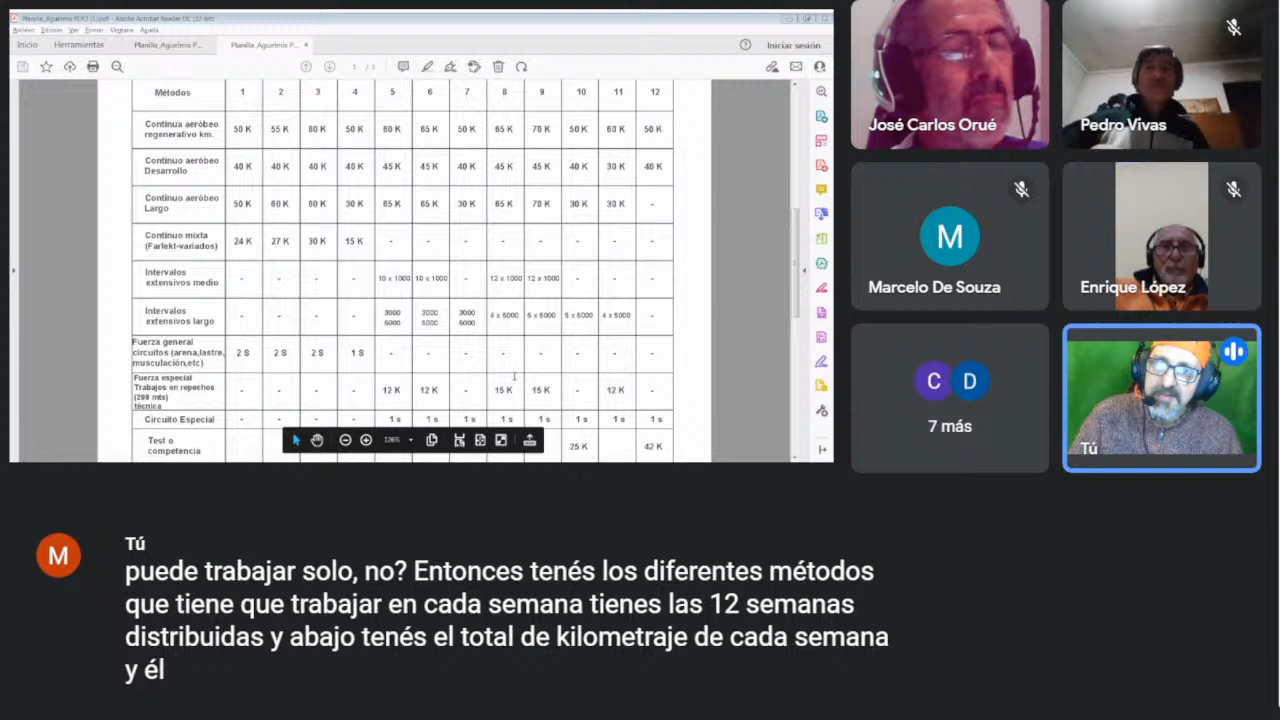 Planilla_Aguelmis PDF2 (1).pdf - Adobe Acrobat Reader DC (32-bit)
Archivo Edición Ver Firmar Ventana Ayuda
Inicio Herramientas Planilla_Aguelmis P... Planilla_Aguelmis P... × Iniciar sesión
1 / 1
Métodos 1 2 3 4 5 6 7 8 9 10 11 12
Continua aeróbeo
regenerativo km. 50 K 55 K 60 K 50 K 60 K 65 K 50 K 65 K 70 K 50 K 60 K 50 K
Continuo aeróbeo
Desarrollo 40 K 40 K 40 K 40 K 45 K 45 K 40 K 45 K 45 K 40 K 30 K 40 K
Continuo aeróbeo
Largo 50 K 60 K 60 K 30 K 65 K 65 K 30 K 65 K 70 K 30 K 30 K -
Continuo mixta
(Farlekt-variados) 24 K 27 K 30 K 15 K - - - - - - - -
Intervalos
extensivos medio - - - - 10 x 1000 10 x 1000 - 12 x 1000 12 x 1000 - - -
Intervalos
extensivos largo - - - - 3000 6000 3000 6000 3000 6000 4 x 6000 6 x 6000 5 x 6000 4 x 6000 -
Fuerza general
circuitos (arena,lastre,
musculación,etc) 2 S 2 S 2 S 1 S - - - - - - - -
Fuerza especial
Trabajos en repechos
(200 mts)
técnica - - - - 12 K 12 K - 15 K 15 K - 12 K -
Circuito Especial - - - - 1 s 1 s 1 s 1 s 1 s 1 s 1 s 1 s
126%
Test o
competencia 25 K 42 K
José Carlos Orué
Pedro Vivas
M
Marcelo De Souza
Enrique López
C D
7 más
Tú
M
Tú
puede trabajar solo, no? Entonces tenés los diferentes métodos
que tiene que trabajar en cada semana tienes las 12 semanas
distribuidas y abajo tenés el total de kilometraje de cada semana
y él